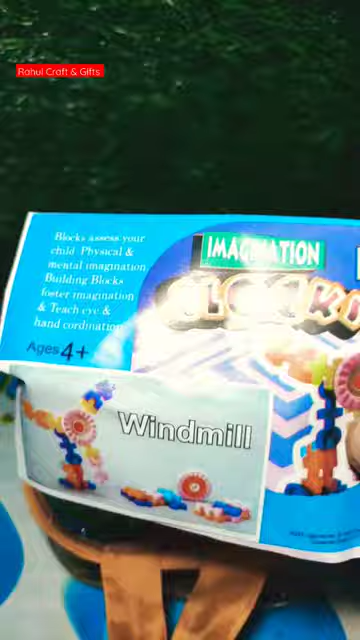 Rahul Craft & Gifts
Blocks assess your
child Physical &
mental imagination
Building Blocks
foster imagination
& Teach eye &
hand cordination
Ages 4+
IMAGINATION
BLOCKS
Windmill